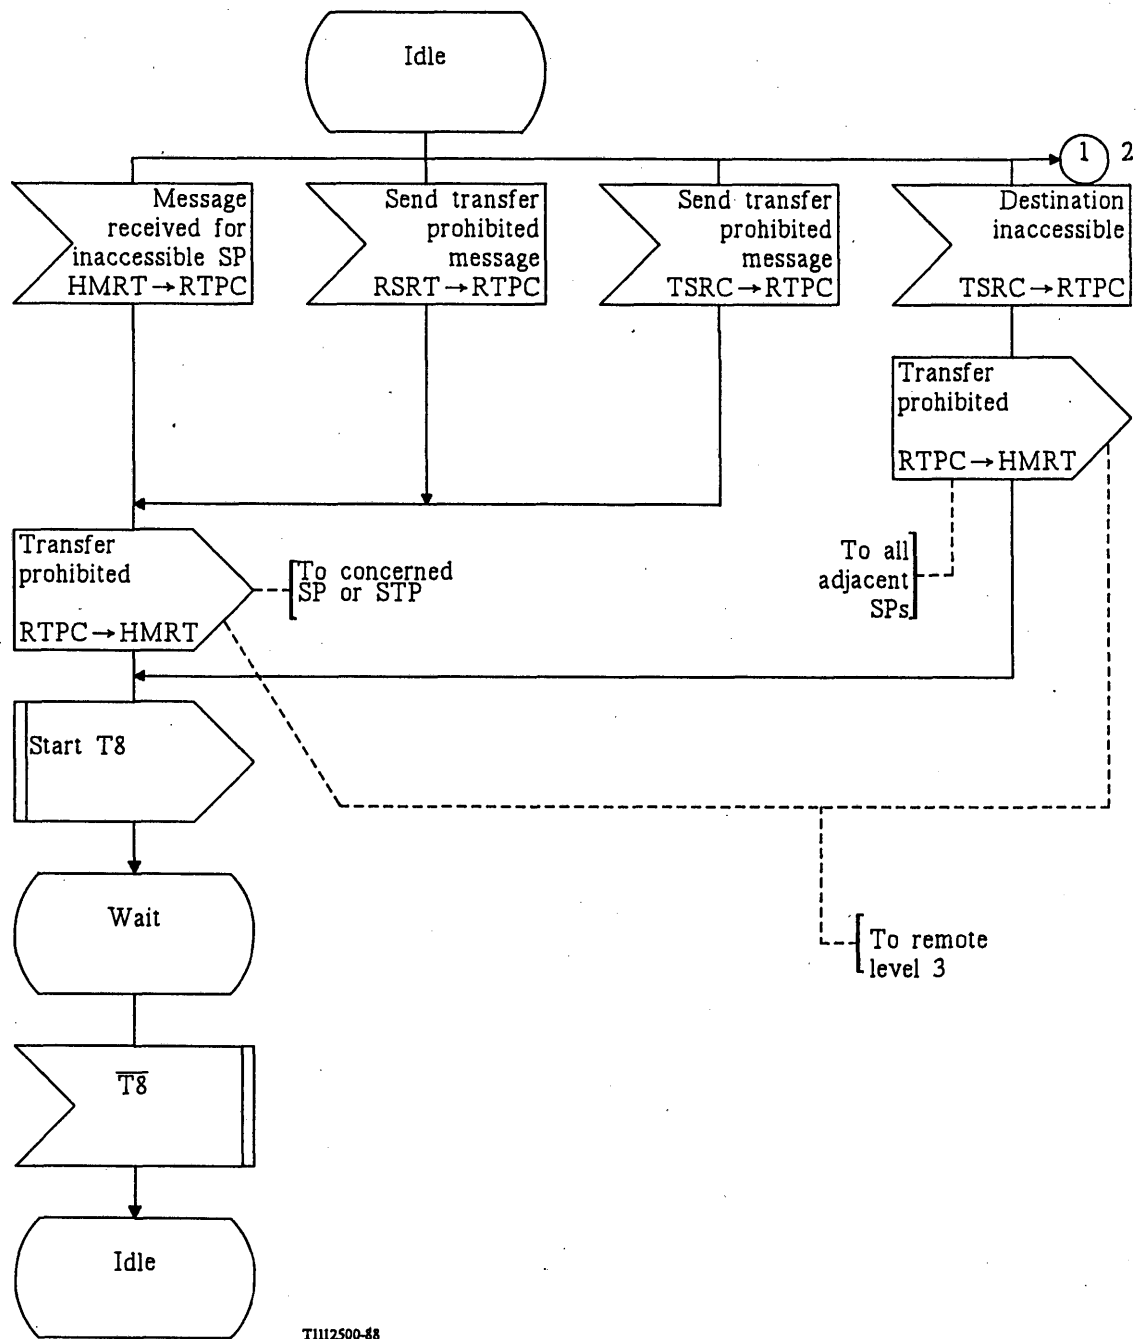 Idle
1 2
Message
received for
inaccessible SP
HMRT→RTPC
Send transfer
prohibited
message
RSRT→RTPC
Send transfer
prohibited
message
TSRC→RTPC
Destination
inaccessible
TSRC→RTPC
Transfer
prohibited
RTPC→HMRT
To all
adjacent
SPs
Transfer
prohibited
RTPC→HMRT
To concerned
SP or STP
Start T8
Wait
To remote
level 3
T8
Idle
T1112500-88